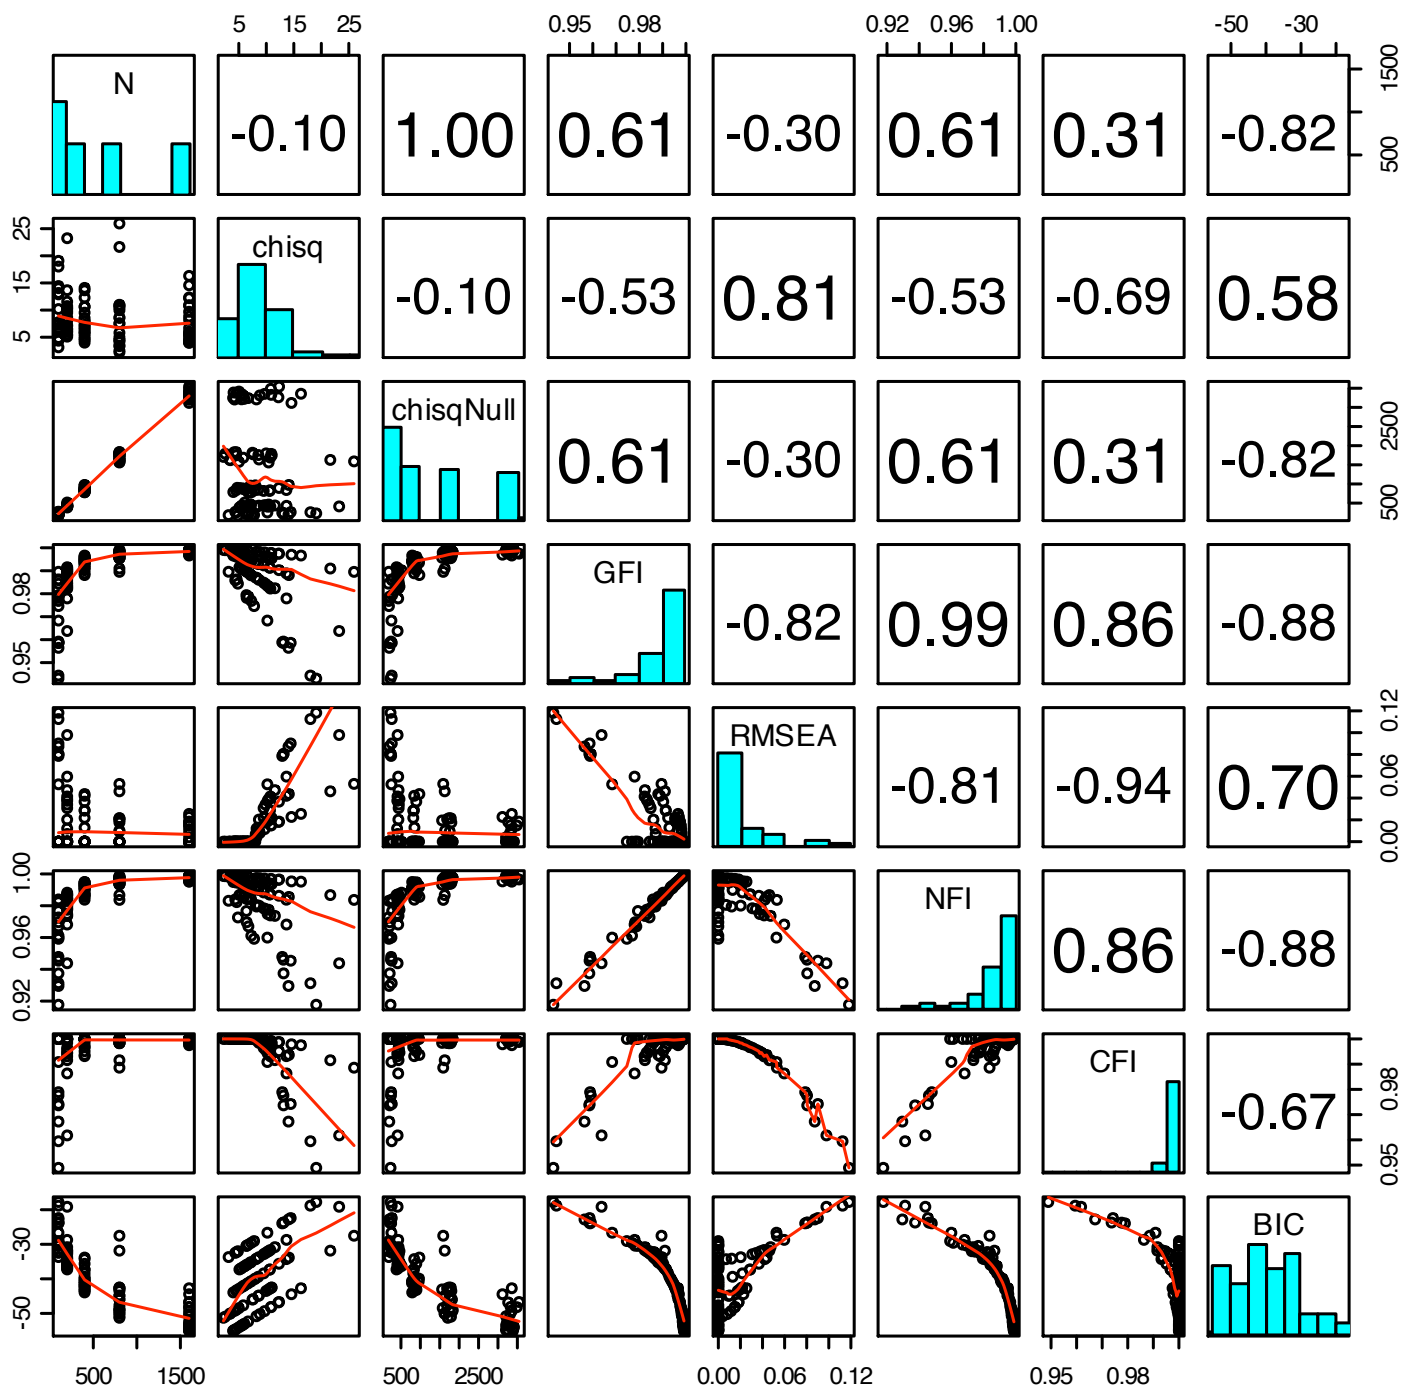 5 15 25 0.95 0.98 0.92 0.96 1.00 -50 -30
N -0.10 1.00 0.61 -0.30 0.61 0.31 -0.82 500 1500
5 15 25 chisq -0.10 -0.53 0.81 -0.53 -0.69 0.58
chisqNull 0.61 -0.30 0.61 0.31 -0.82 500 2500
0.95 0.98 GFI -0.82 0.99 0.86 -0.88
RMSEA -0.81 -0.94 0.70 0.00 0.06 0.12
0.92 0.96 1.00 NFI 0.86 -0.88
CFI -0.67 0.95 0.98
-50 -30 BIC
500 1500 500 2500 0.00 0.06 0.12 0.95 0.98